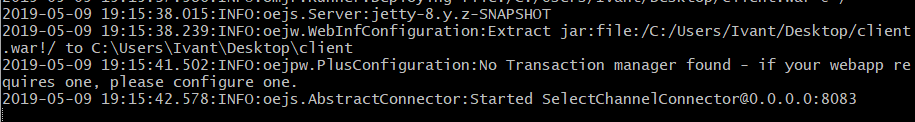 2019-05-09 19:15:38.015:INFO:oejs.Server:jetty-8.y.z-SNAPSHOT
2019-05-09 19:15:38.239:INFO:oejw.WebInfConfiguration:Extract jar:file:/C:/Users/Ivant/Desktop/client
.war!/ to C:\Users\Ivant\Desktop\client
2019-05-09 19:15:41.502:INFO:oejpw.PlusConfiguration:No Transaction manager found - if your webapp re
quires one, please configure one.
2019-05-09 19:15:42.578:INFO:oejs.AbstractConnector:Started SelectChannelConnector@0.0.0.0:8083